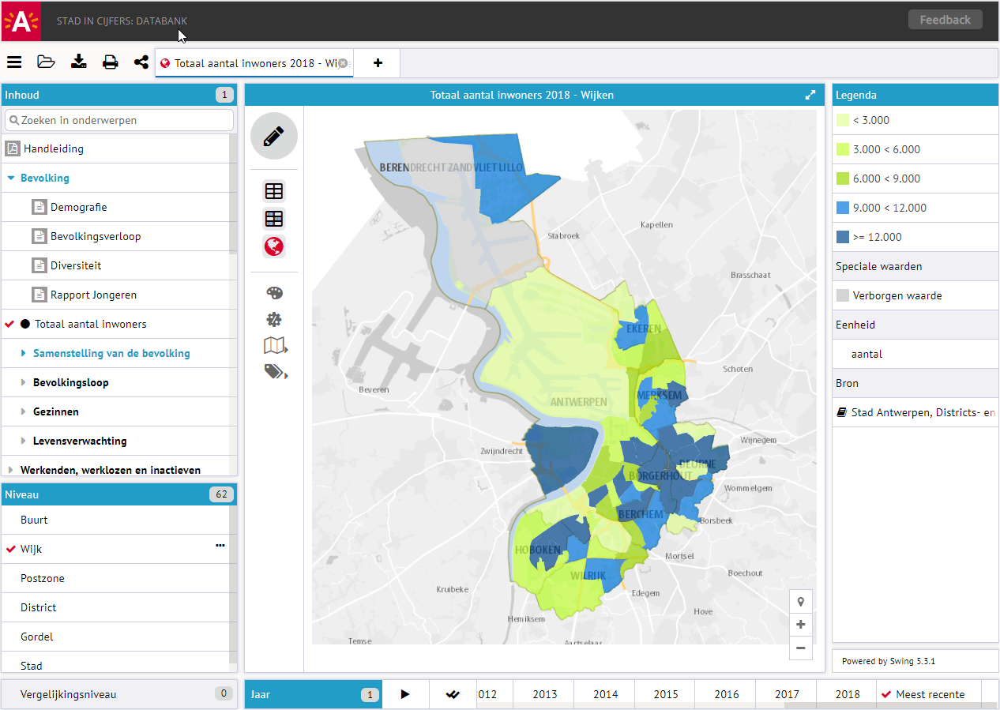 STAD IN CIJFERS: DATABANK
Feedback
Totaal aantal inwoners 2018 - Wi
+
Inhoud 1
Zoeken in onderwerpen
Handleiding
Bevolking
Demografie
Bevolkingsverloop
Diversiteit
Rapport Jongeren
Totaal aantal inwoners
Samenstelling van de bevolking
Bevolkingsloop
Gezinnen
Levensverwachting
Werkenden, werklozen en inactieven
Niveau 62
Buurt
Wijk ...
Postzone
District
Gordel
Stad
Vergelijkingsniveau 0
Totaal aantal inwoners 2018 - Wijken
BERENDRECHT ZANDVLIET LILLO
Kapellen
Stabroek
Brasschaat
EKEREN
Schoten
Beveren
MERKSEM
ANTWERPEN
Wijnegem
Zwijndrecht
DEURNE
BORGERHOUT
Wommelgem
BERCHEM
Borsbeek
HOBOKEN
Mortsel
WILRIJK
Boechout
Kruibeke
Edegem
Hove
Hemiksem
Temse
Aartselaar
+
−
Legenda
< 3.000
3.000 < 6.000
6.000 < 9.000
9.000 < 12.000
>= 12.000
Speciale waarden
Verborgen waarde
Eenheid
aantal
Bron
Stad Antwerpen, Districts- en
Powered by Swing 5.3.1
Jaar 1
012 2013 2014 2015 2016 2017 2018 Meest recente